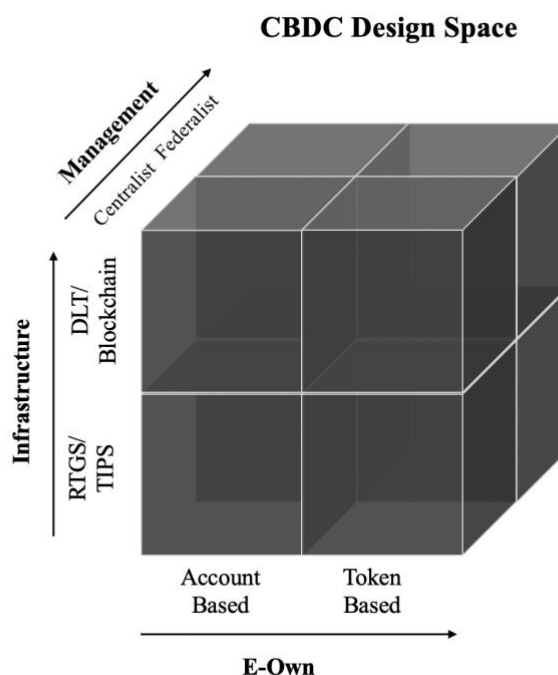 CBDC Design Space
Management
Centralist Federalist
Infrastructure
DLT/
Blockchain
RTGS/
TIPS
Account
Based
Token
Based
E-Own